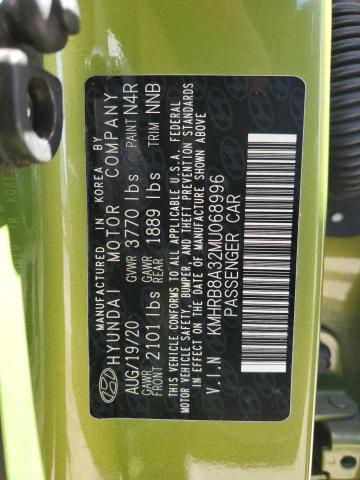 MANUFACTURED IN KOREA BY
HYUNDAI MOTOR COMPANY
AUG/19/20 GVWR 3770 lbs PAINT N4R
GAWR FRONT 2101 lbs GAWR REAR 1889 lbs TRIM NNB
THIS VEHICLE CONFORMS TO ALL APPLICABLE U.S.A. FEDERAL
MOTOR VEHICLE SAFETY, BUMPER, AND THEFT PREVENTION STANDARDS
IN EFFECT ON THE DATE OF MANUFACTURE SHOWN ABOVE
V.I.N KMHRB8A32MU068996
PASSENGER CAR